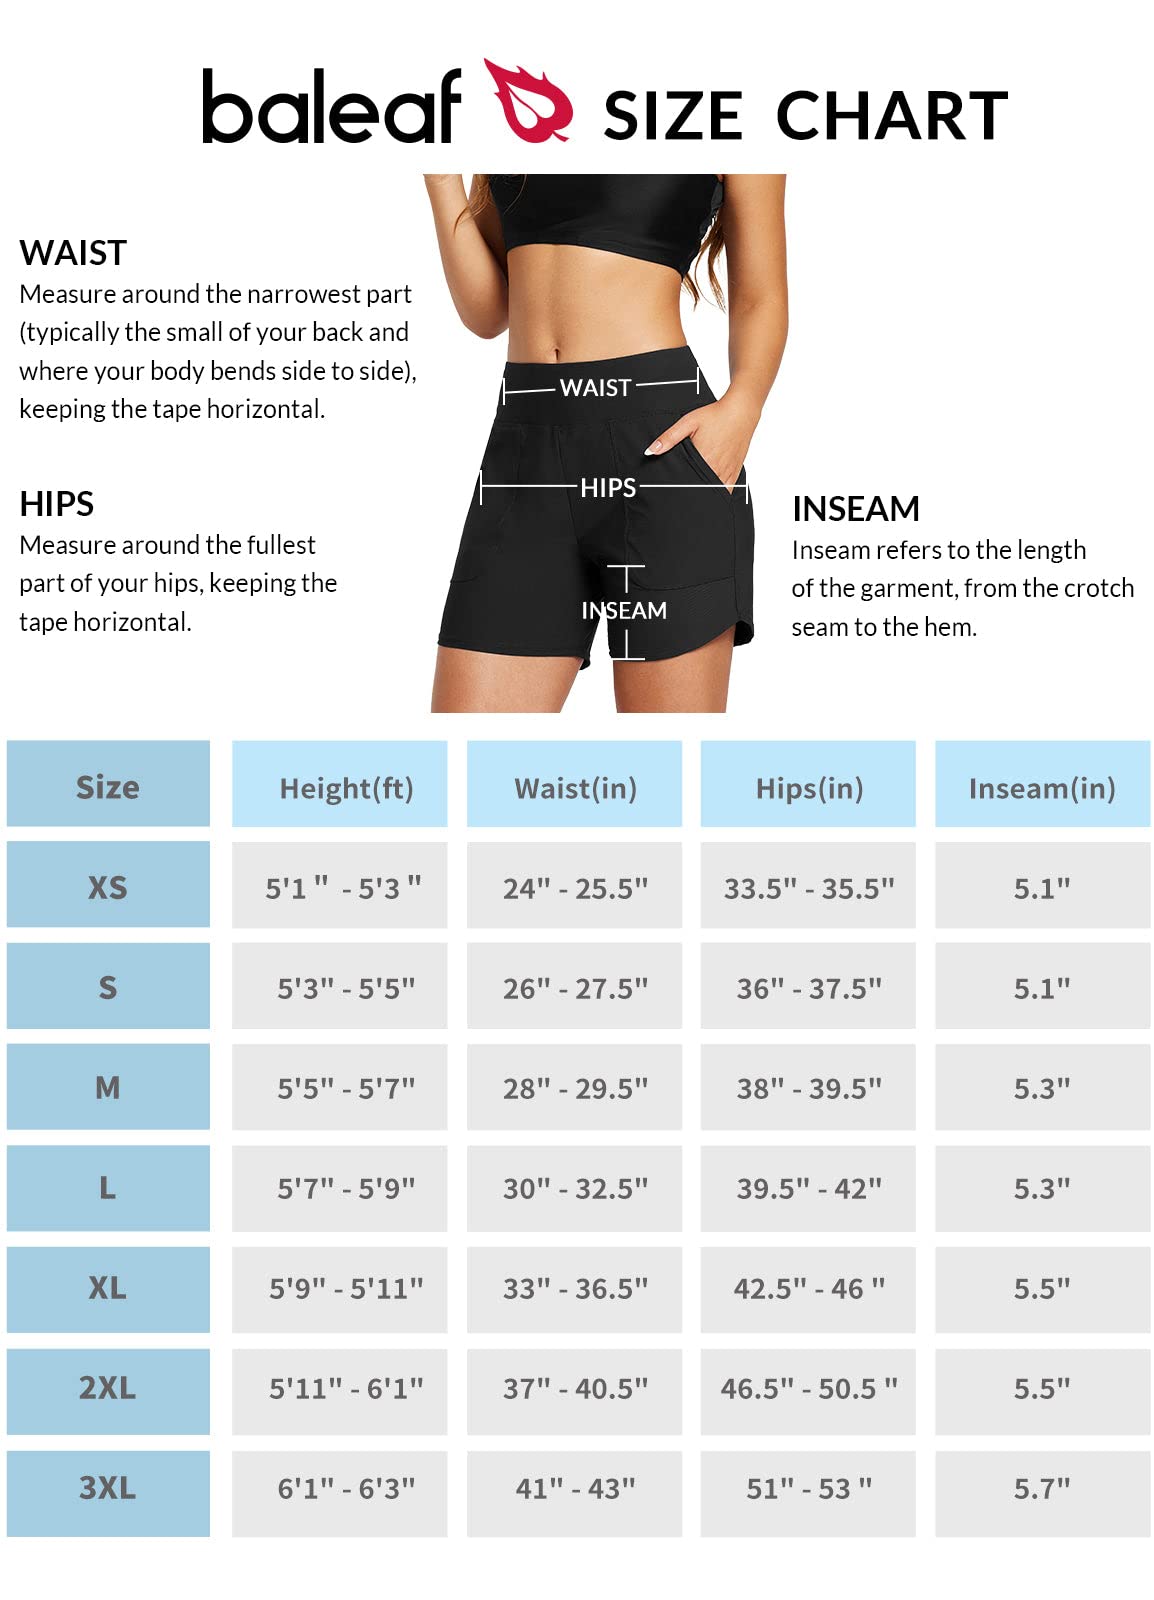 baleaf SIZE CHART
WAIST
Measure around the narrowest part
(typically the small of your back and
where your body bends side to side),
keeping the tape horizontal.
HIPS
Measure around the fullest
part of your hips, keeping the
tape horizontal.
WAIST
HIPS
INSEAM
INSEAM
Inseam refers to the length
of the garment, from the crotch
seam to the hem.
Size Height(ft) Waist(in) Hips(in) Inseam(in)
XS 5'1 " - 5'3 " 24" - 25.5" 33.5" - 35.5" 5.1"
S 5'3" - 5'5" 26" - 27.5" 36" - 37.5" 5.1"
M 5'5" - 5'7" 28" - 29.5" 38" - 39.5" 5.3"
L 5'7" - 5'9" 30" - 32.5" 39.5" - 42" 5.3"
XL 5'9" - 5'11" 33" - 36.5" 42.5" - 46 " 5.5"
2XL 5'11" - 6'1" 37" - 40.5" 46.5" - 50.5 " 5.5"
3XL 6'1" - 6'3" 41" - 43" 51" - 53 " 5.7"